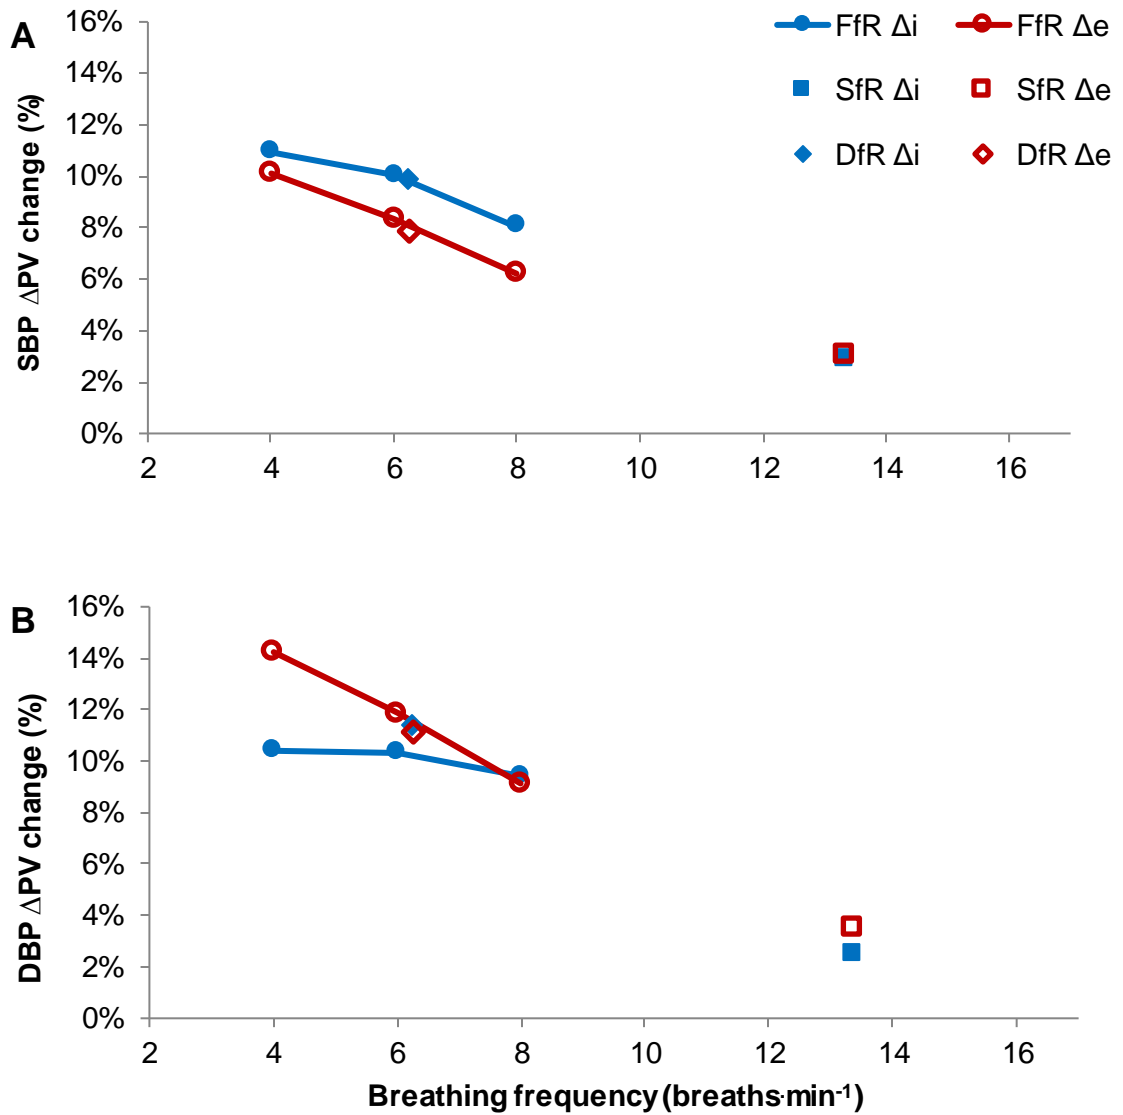 A
SBP ∆PV change (%)
16%
14%
12%
10%
8%
6%
4%
2%
0%
2 4 6 8 10 12 14 16
FfR Δi FfR Δe
SfR Δi SfR Δe
DfR Δi DfR Δe
B
DBP ∆PV change (%)
16%
14%
12%
10%
8%
6%
4%
2%
0%
2 4 6 8 10 12 14 16
Breathing frequency (breaths·min⁻¹)